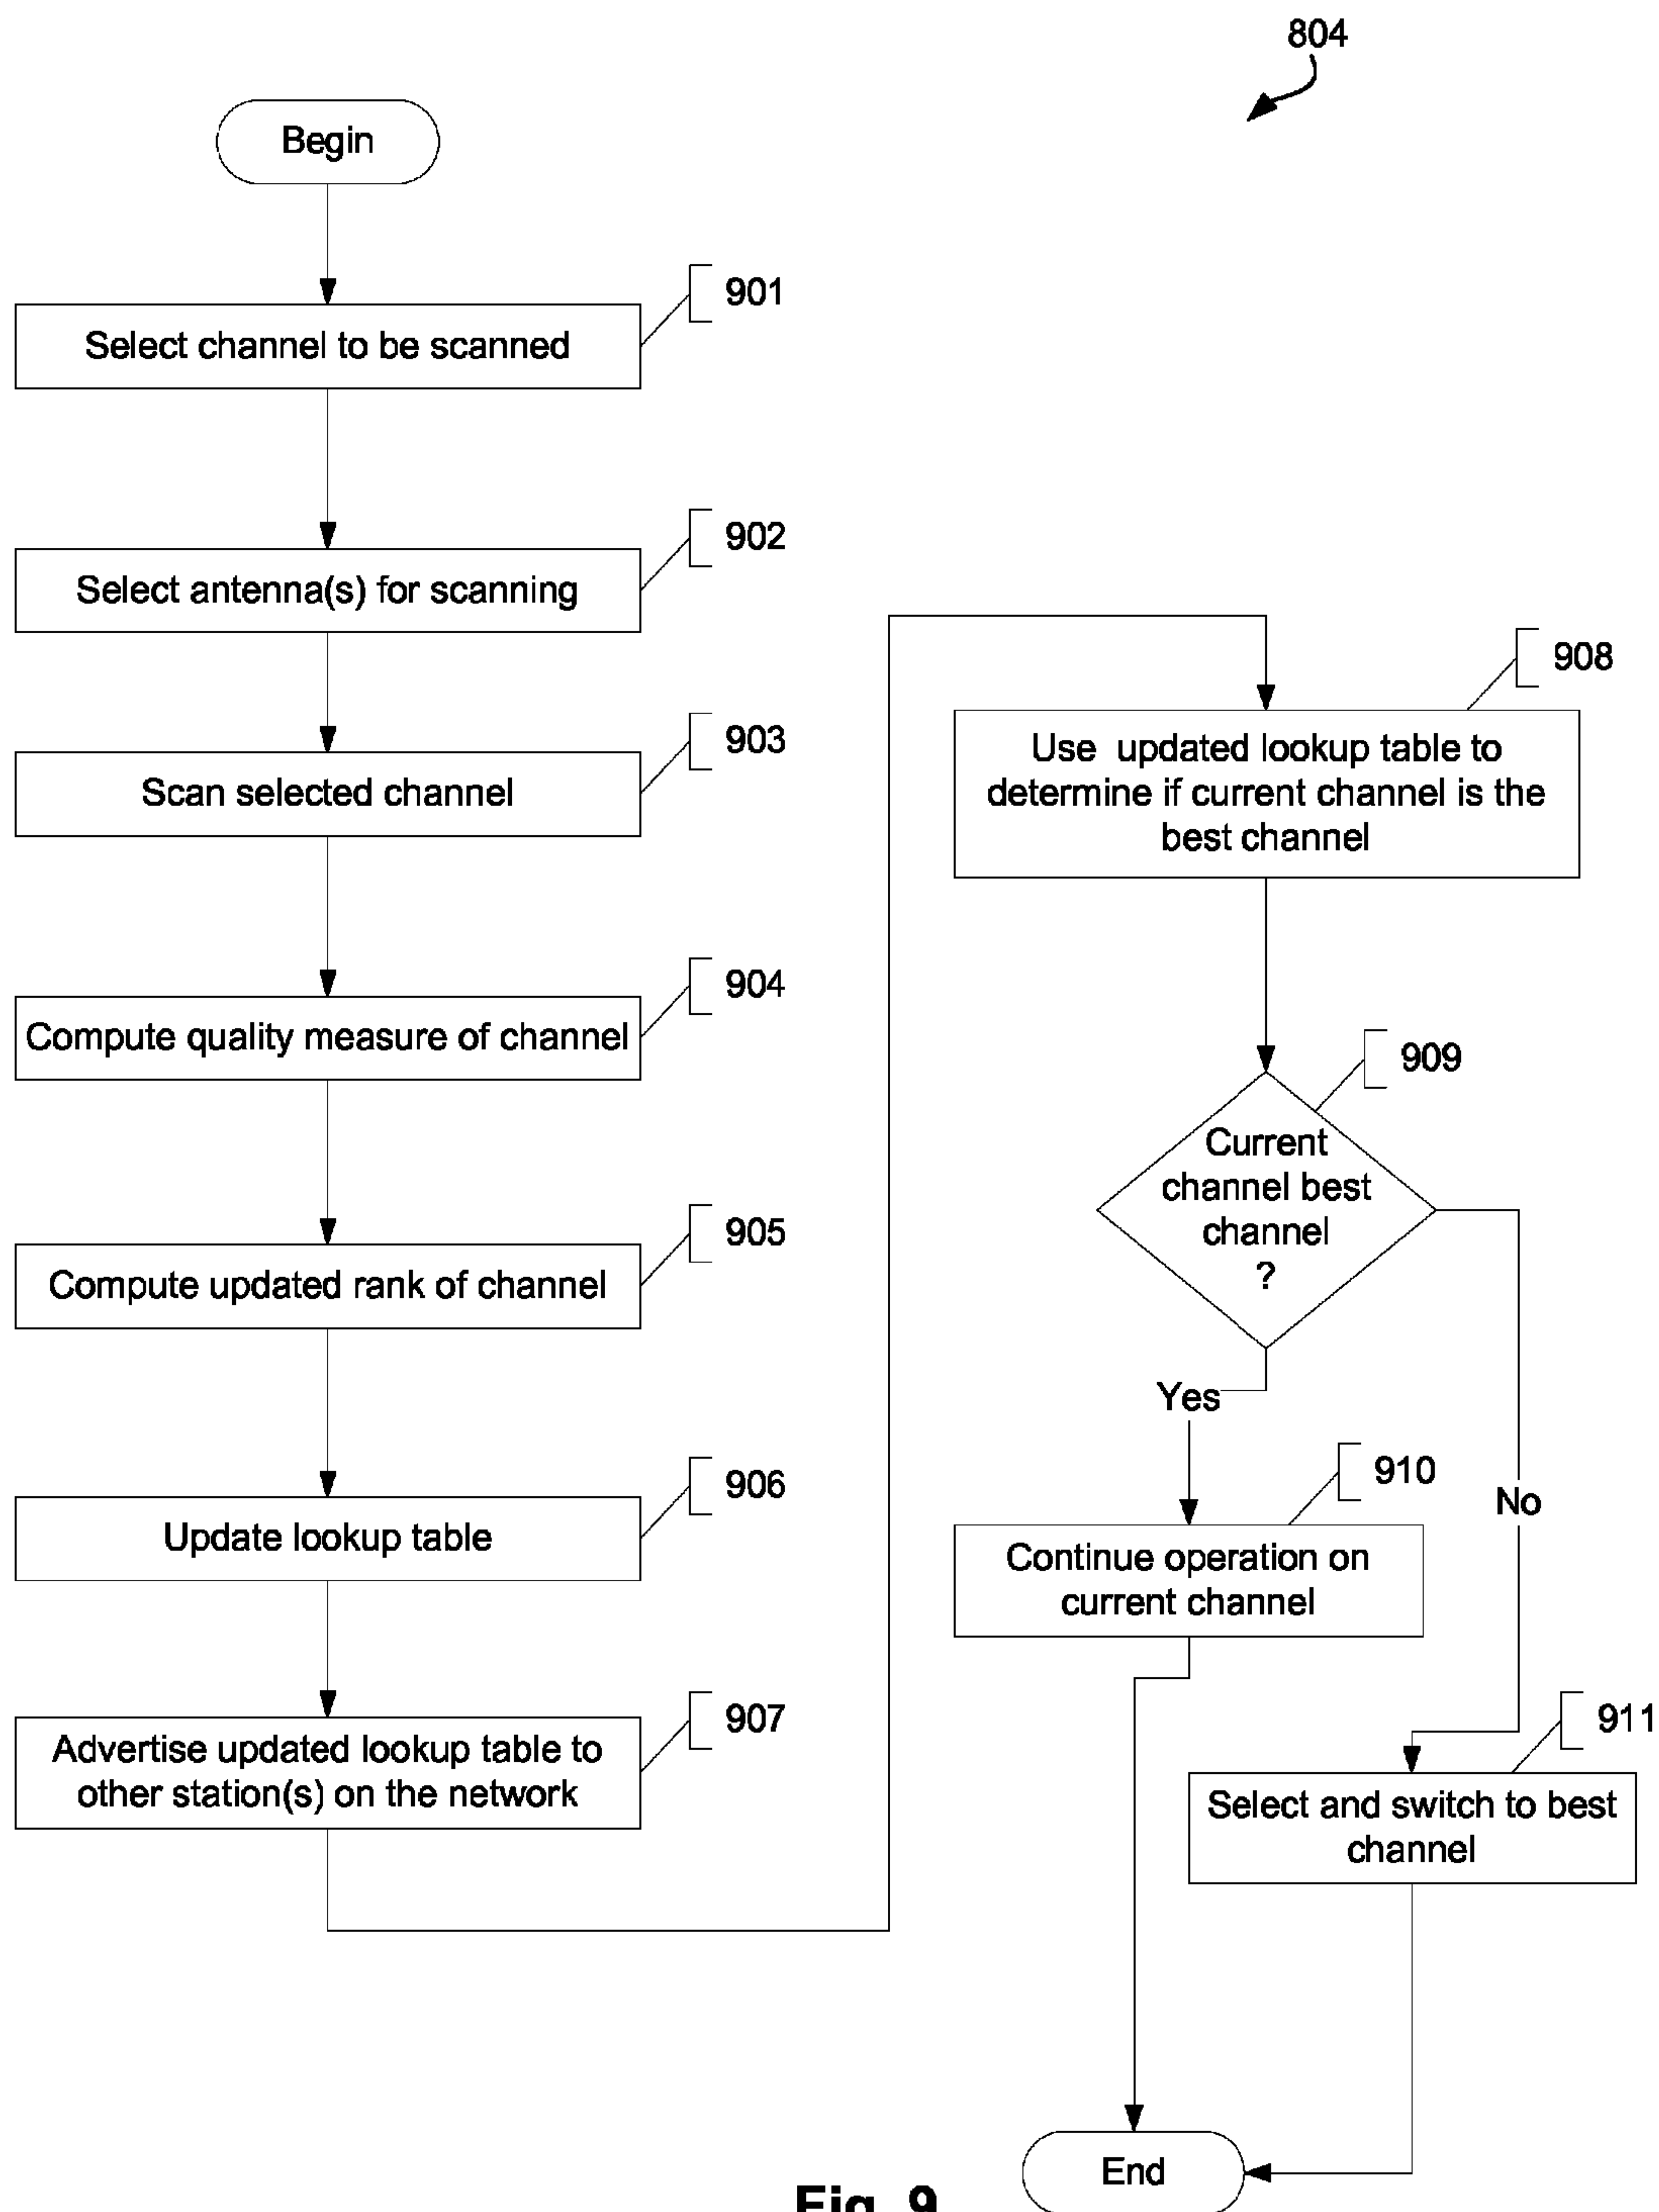 804
Begin
901
Select channel to be scanned
902
Select antenna(s) for scanning
903
Scan selected channel
904
Compute quality measure of channel
905
Compute updated rank of channel
906
Update lookup table
907
Advertise updated lookup table to
other station(s) on the network
908
Use updated lookup table to
determine if current channel is the
best channel
909
Current
channel best
channel
?
Yes
No
910
Continue operation on
current channel
911
Select and switch to best
channel
End
Fig. 9